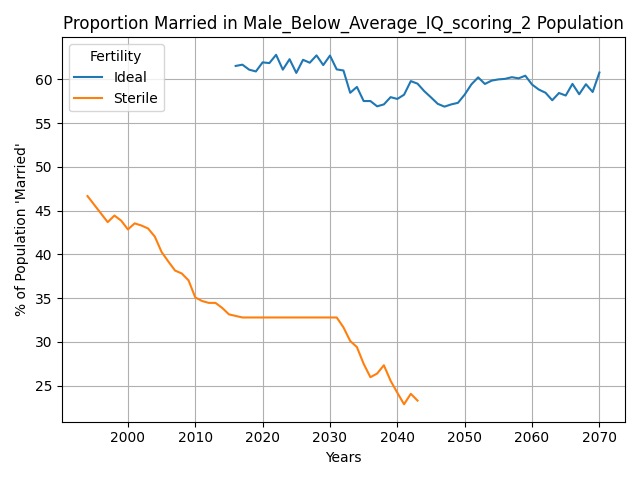 Proportion Married in Male_Below_Average_IQ_scoring_2 Population
Fertility
Ideal
Sterile
% of Population 'Married'
60
55
50
45
40
35
30
25
2000 2010 2020 2030 2040 2050 2060 2070
Years